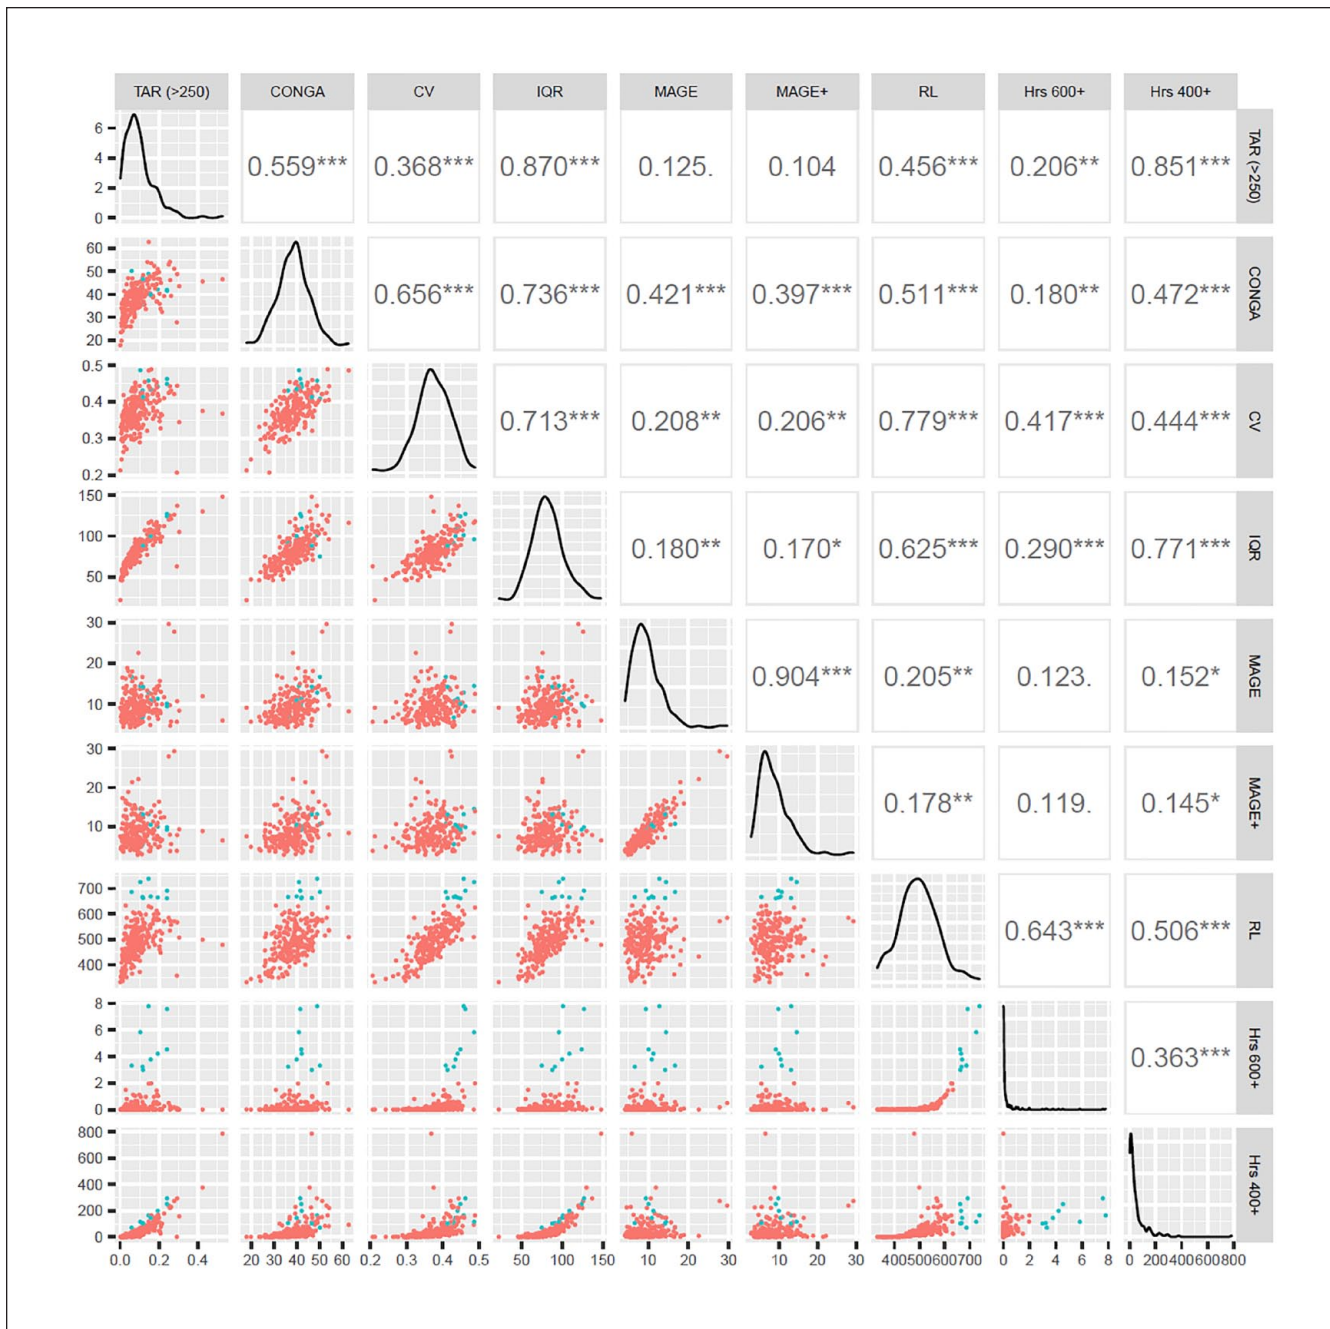 TAR (>250) CONGA CV IQR MAGE MAGE+ RL Hrs 600+ Hrs 400+
6
4
2
0
0.559*** 0.368*** 0.870*** 0.125. 0.104 0.456*** 0.206** 0.851***
TAR (>250)
60
50
40
30
20
0.656*** 0.736*** 0.421*** 0.397*** 0.511*** 0.180** 0.472***
CONGA
0.5
0.4
0.3
0.2
0.713*** 0.208** 0.206** 0.779*** 0.417*** 0.444***
CV
150
100
50
0.180** 0.170* 0.625*** 0.290*** 0.771***
IQR
30
20
10
0.904*** 0.205** 0.123. 0.152*
MAGE
30
20
10
0.178** 0.119. 0.145*
MAGE+
700
600
500
400
0.643*** 0.506***
RL
8
6
4
2
0
0.363***
Hrs 600+
800
600
400
200
0
Hrs 400+
0.0 0.2 0.4 20 30 40 50 60 0.2 0.3 0.4 0.5 50 100 150 10 20 30 10 20 30 400500600700 0 2 4 6 8 0 200400600800